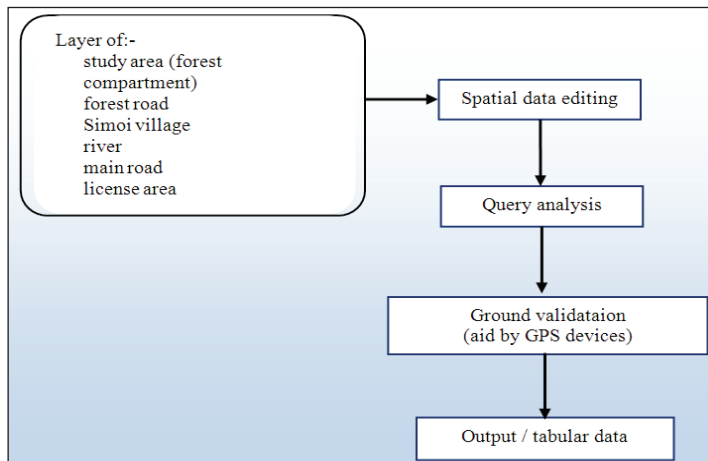 Layer of:-
study area (forest
compartment)
forest road
Simoi village
river
main road
license area
Spatial data editing
Query analysis
Ground validataion
(aid by GPS devices)
Output / tabular data